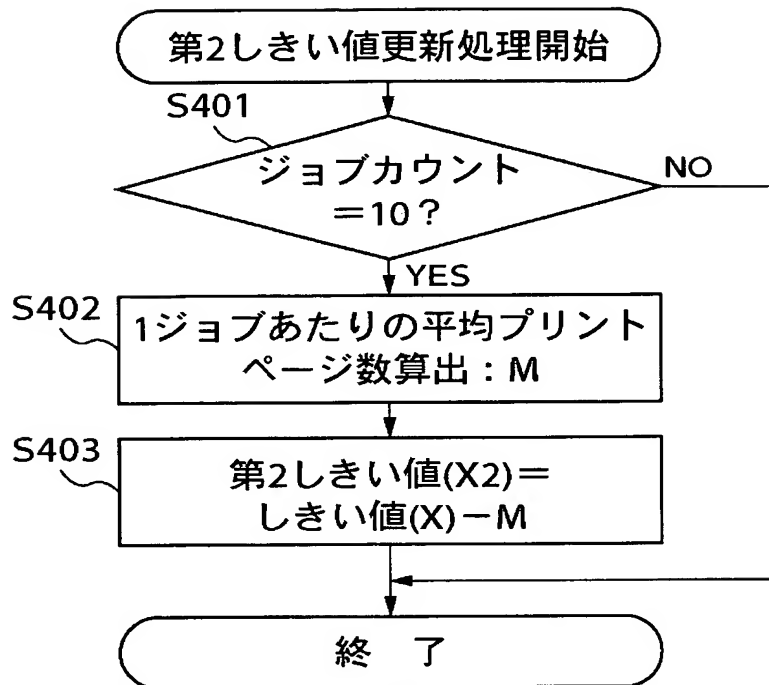 第2しきい値更新処理開始
S401
ジョブカウント
＝10？
NO
YES
S402
1ジョブあたりの平均プリント
ページ数算出：M
S403
第2しきい値(X2)＝
しきい値(X)－M
終 了